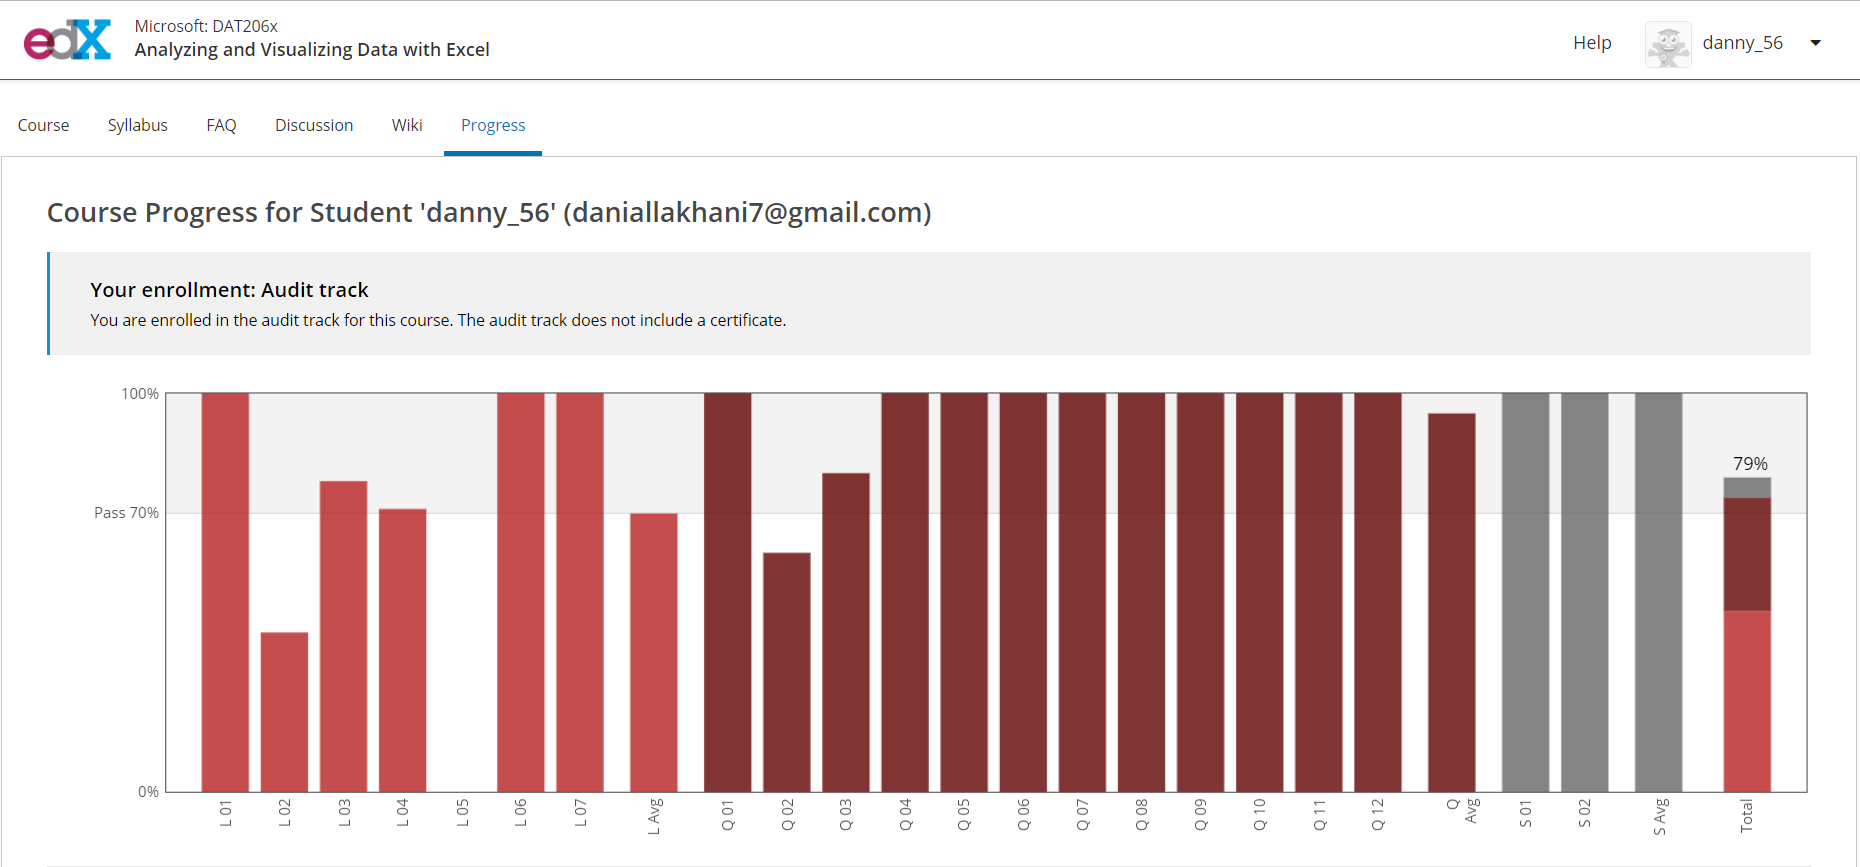 edX
Microsoft: DAT206x
Analyzing and Visualizing Data with Excel
Help
danny_56
Course
Syllabus
FAQ
Discussion
Wiki
Progress
Course Progress for Student 'danny_56' (daniallakhani7@gmail.com)
Your enrollment: Audit track
You are enrolled in the audit track for this course. The audit track does not include a certificate.
100%
Pass 70%
0%
79%
L 01
L 02
L 03
L 04
L 05
L 06
L 07
L Avg
Q 01
Q 02
Q 03
Q 04
Q 05
Q 06
Q 07
Q 08
Q 09
Q 10
Q 11
Q 12
Q
Avg
S 01
S 02
S Avg
Total